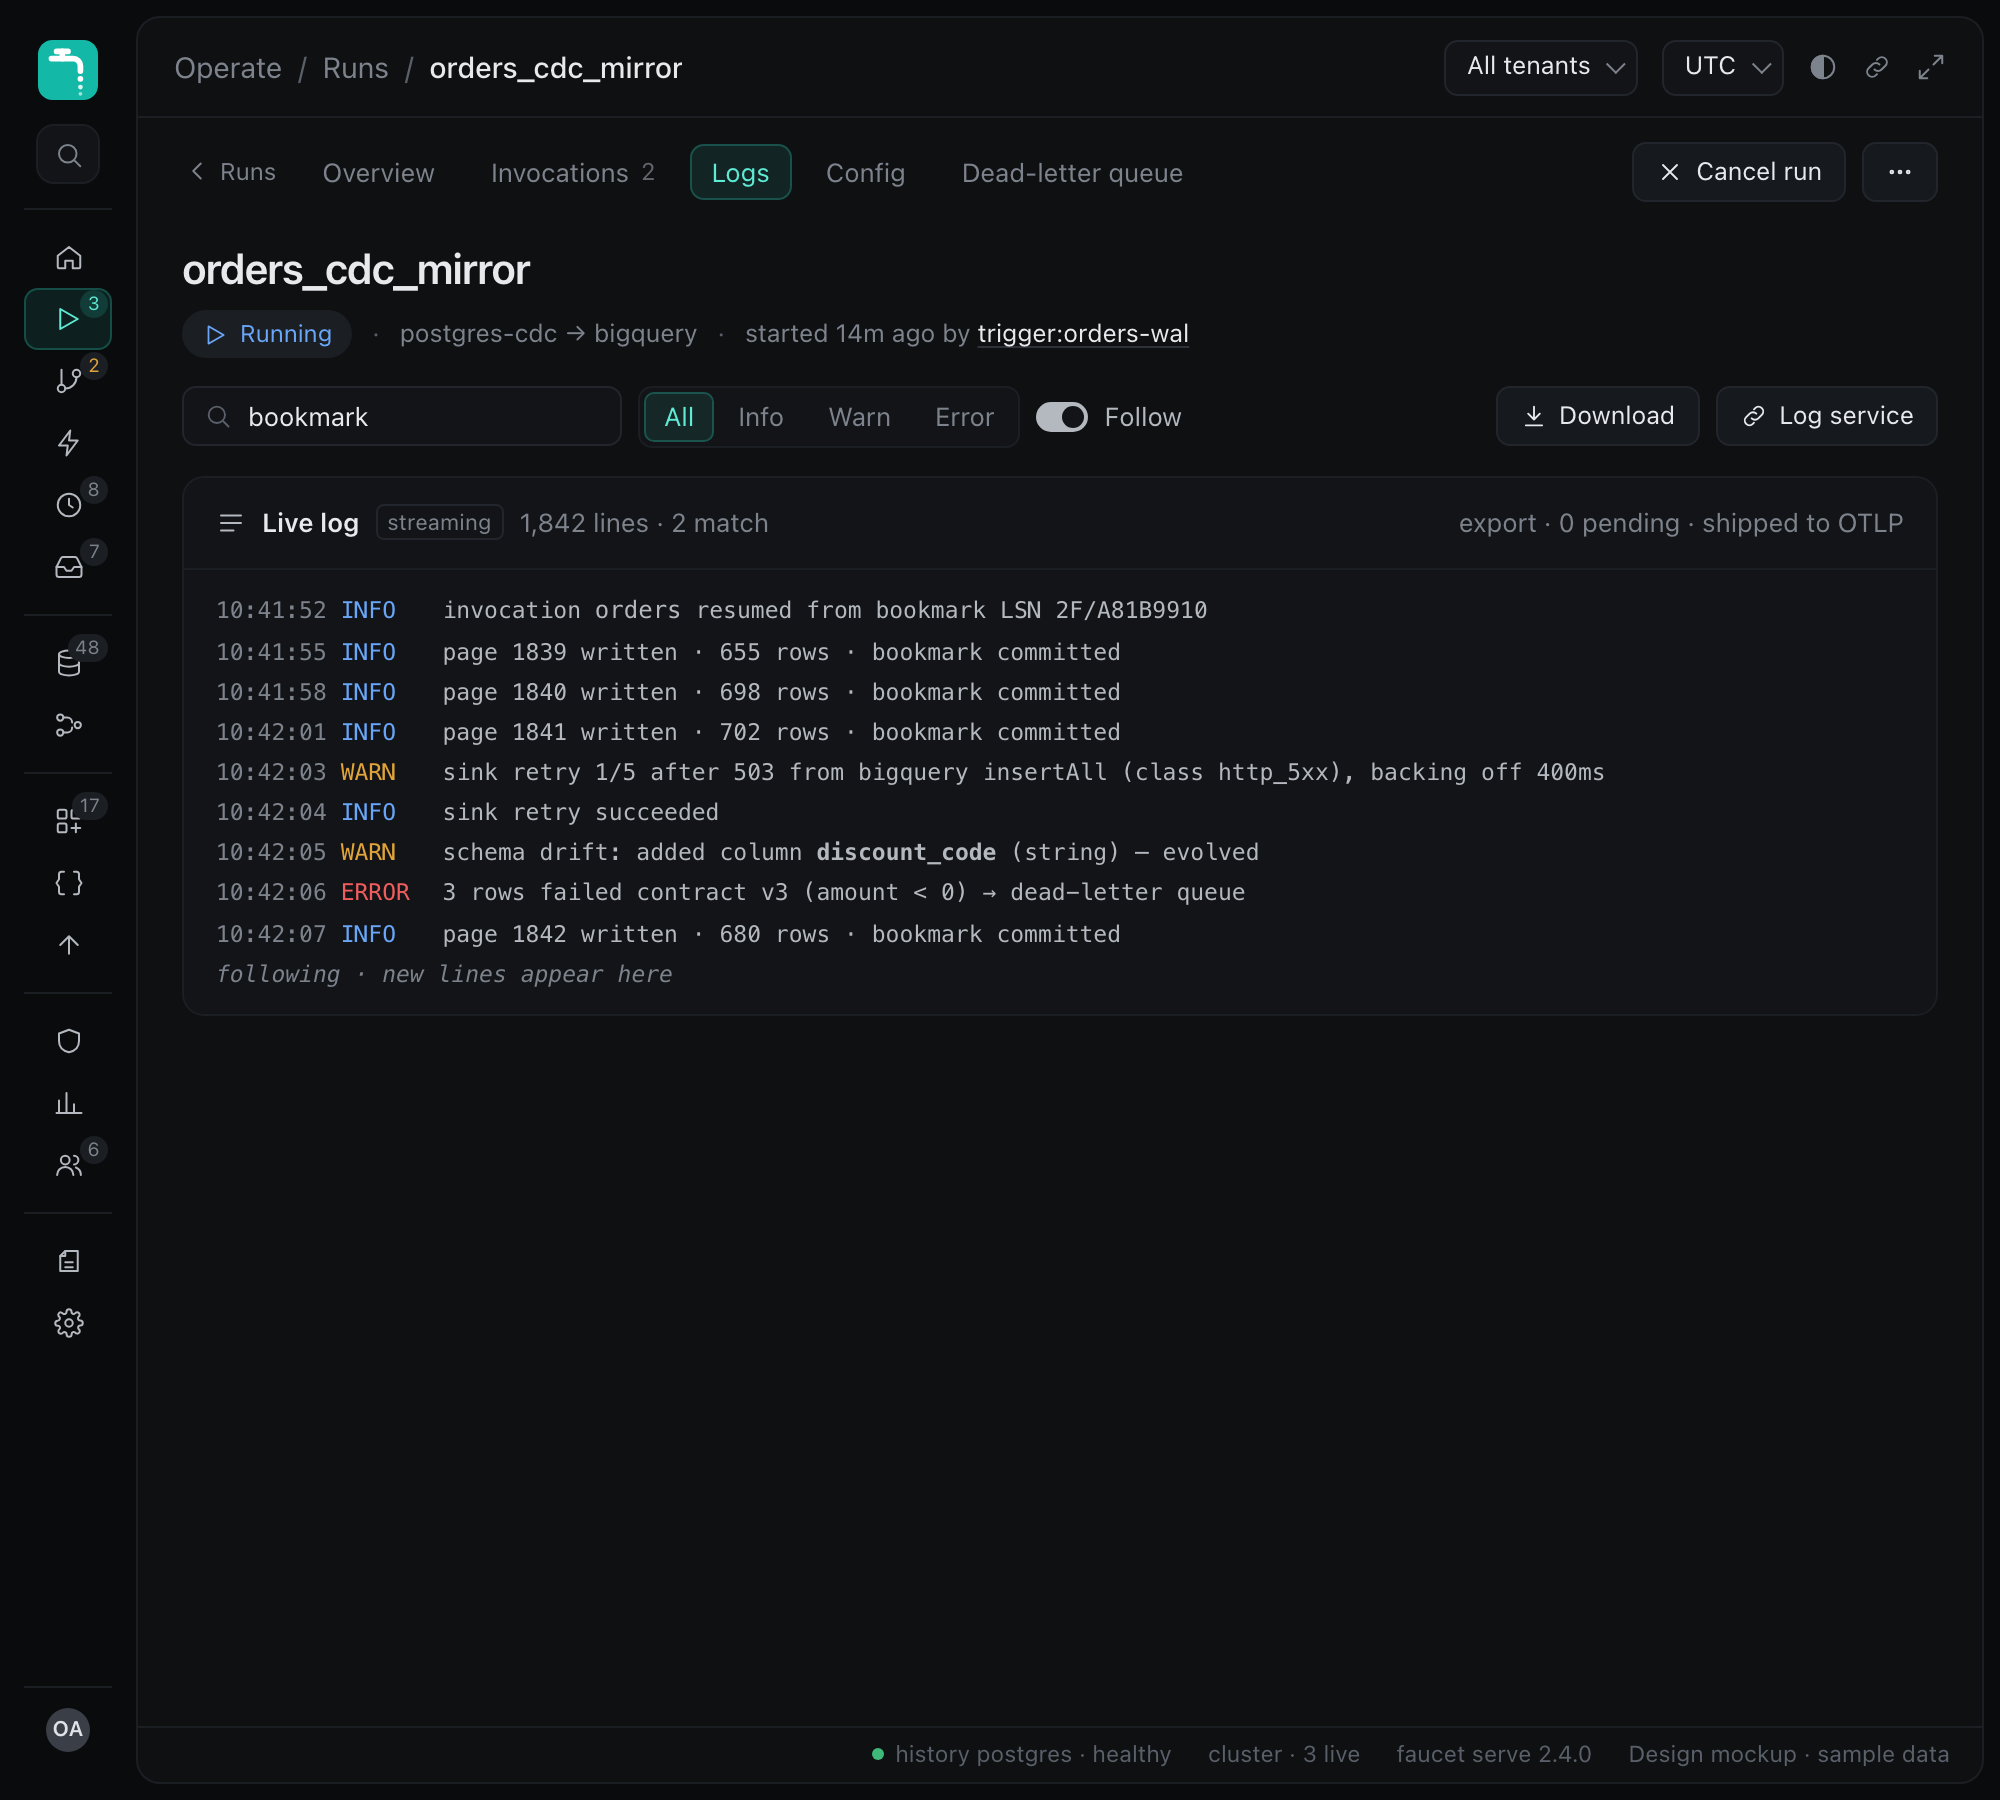 Operate / Runs / orders_cdc_mirror
All tenants
UTC
Runs
Overview
Invocations 2
Logs
Config
Dead-letter queue
Cancel run
orders_cdc_mirror
Running · postgres-cdc → bigquery · started 14m ago by trigger:orders-wal
bookmark
All
Info
Warn
Error
Follow
Download
Log service
Live log streaming 1,842 lines · 2 match
export · 0 pending · shipped to OTLP
10:41:52 INFO invocation orders resumed from bookmark LSN 2F/A81B9910
10:41:55 INFO page 1839 written · 655 rows · bookmark committed
10:41:58 INFO page 1840 written · 698 rows · bookmark committed
10:42:01 INFO page 1841 written · 702 rows · bookmark committed
10:42:03 WARN sink retry 1/5 after 503 from bigquery insertAll (class http_5xx), backing off 400ms
10:42:04 INFO sink retry succeeded
10:42:05 WARN schema drift: added column discount_code (string) — evolved
10:42:06 ERROR 3 rows failed contract v3 (amount < 0) → dead-letter queue
10:42:07 INFO page 1842 written · 680 rows · bookmark committed
following · new lines appear here
3
2
8
7
48
17
6
OA
history postgres · healthy
cluster · 3 live
faucet serve 2.4.0
Design mockup · sample data